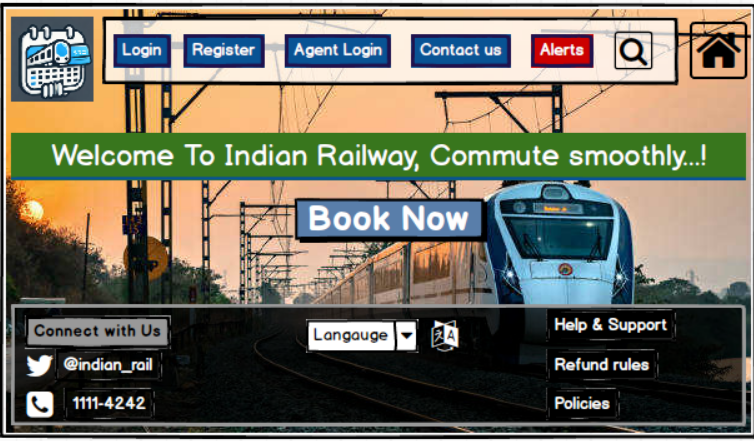 Login Register Agent Login Contact us Alerts
Welcome To Indian Railway, Commute smoothly...!
Book Now
Connect with Us
Langauge
Help & Support
@indian_rail
Refund rules
1111-4242
Policies